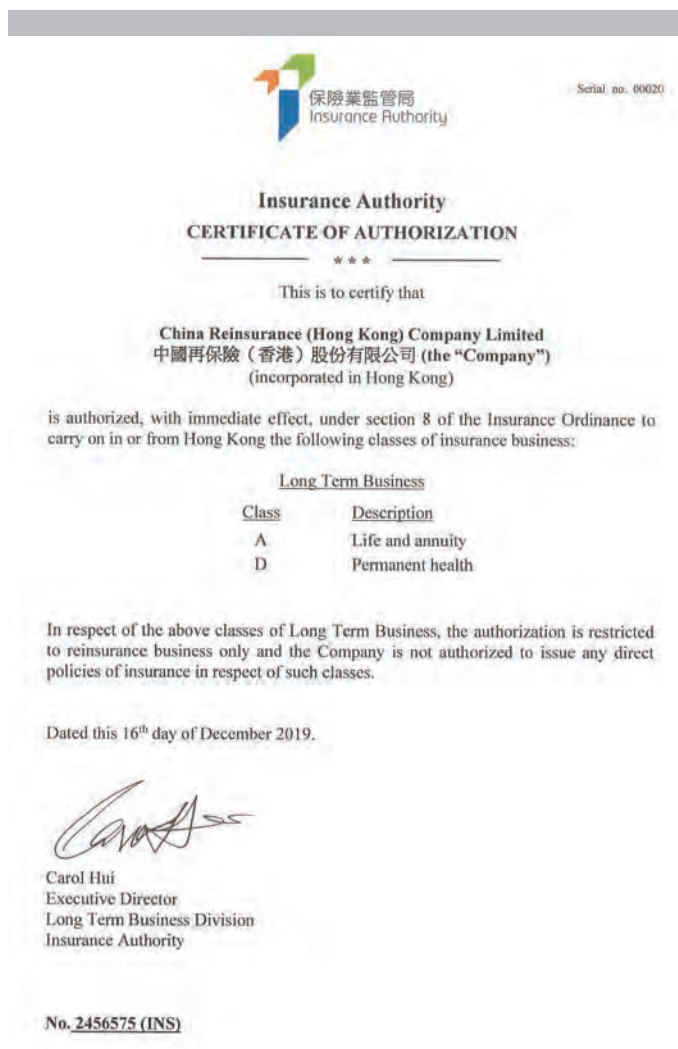 保險業監管局
Insurance Authority
Serial no. 00020
Insurance Authority
CERTIFICATE OF AUTHORIZATION
* * *
This is to certify that
China Reinsurance (Hong Kong) Company Limited
中國再保險（香港）股份有限公司 (the “Company”)
(incorporated in Hong Kong)
is authorized, with immediate effect, under section 8 of the Insurance Ordinance to
carry on in or from Hong Kong the following classes of insurance business:
Long Term Business
Class Description
A Life and annuity
D Permanent health
In respect of the above classes of Long Term Business, the authorization is restricted
to reinsurance business only and the Company is not authorized to issue any direct
policies of insurance in respect of such classes.
Dated this 16th day of December 2019.
Carol Hui
Executive Director
Long Term Business Division
Insurance Authority
No. 2456575 (INS)